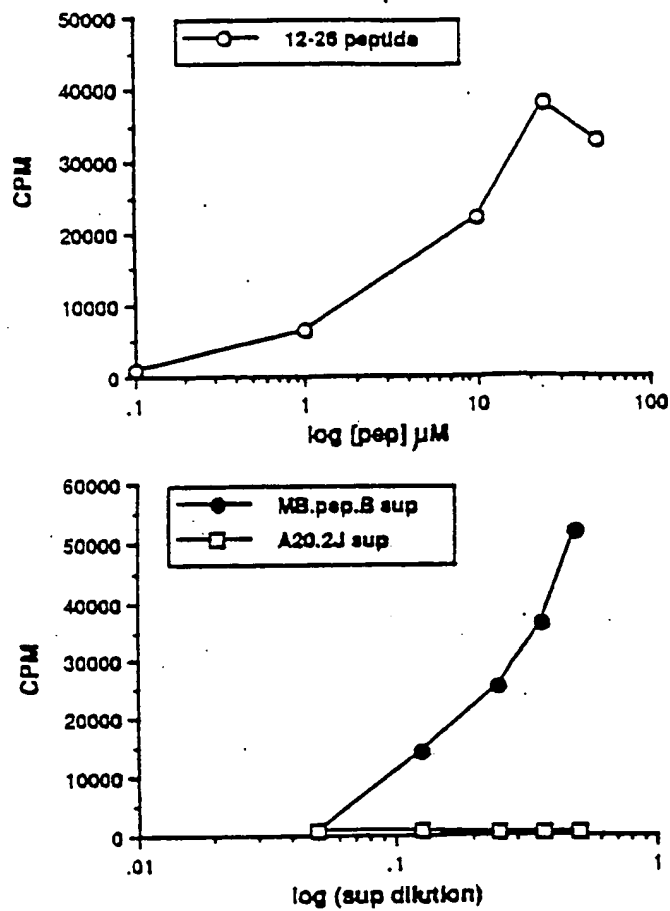 50000
12-26 peptide
40000
30000
CPM
20000
10000
0
.1
1
10
100
log [pep] µM
60000
MB.pep.B sup
50000
A20.2J sup
40000
CPM
30000
20000
10000
0
.01
.1
1
log (sup dilution)